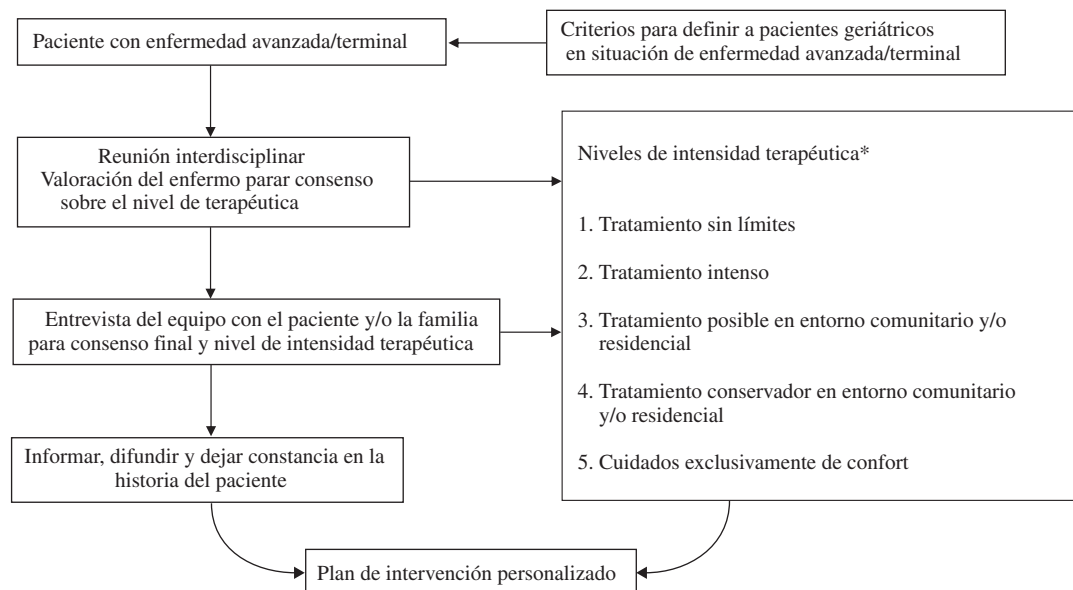 Paciente con enfermedad avanzada/terminal
Criterios para definir a pacientes geriátricos
en situación de enfermedad avanzada/terminal
Reunión interdisciplinar
Valoración del enfermo parar consenso
sobre el nivel de terapéutica
Niveles de intensidad terapéutica*
1. Tratamiento sin límites
2. Tratamiento intenso
3. Tratamiento posible en entorno comunitario y/o
residencial
4. Tratamiento conservador en entorno comunitario
y/o residencial
5. Cuidados exclusivamente de confort
Entrevista del equipo con el paciente y/o la familia
para consenso final y nivel de intensidad terapéutica
Informar, difundir y dejar constancia en la
historia del paciente
Plan de intervención personalizado